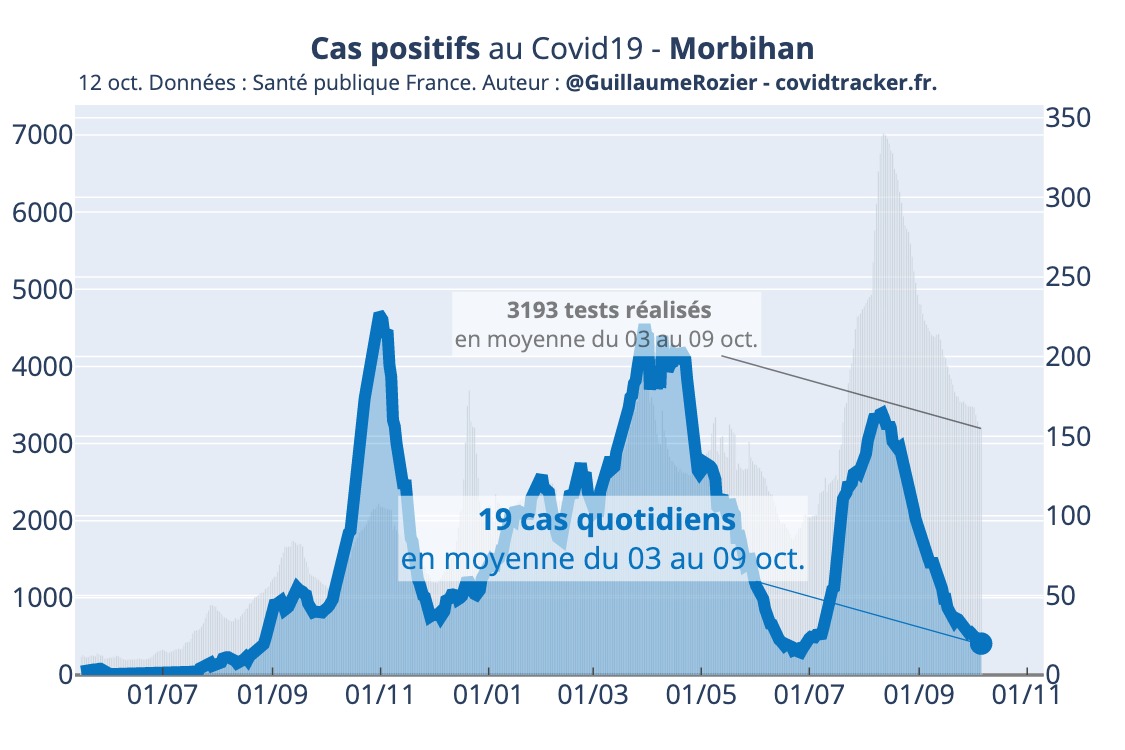 Cas positifs au Covid19 - Morbihan
12 oct. Données : Santé publique France. Auteur : @GuillaumeRozier - covidtracker.fr.
7000
6000
5000
4000
3000
2000
1000
0
350
300
250
200
150
100
50
0
3193 tests réalisés
en moyenne du 03 au 09 oct.
19 cas quotidiens
en moyenne du 03 au 09 oct.
01/07 01/09 01/11 01/01 01/03 01/05 01/07 01/09 01/11